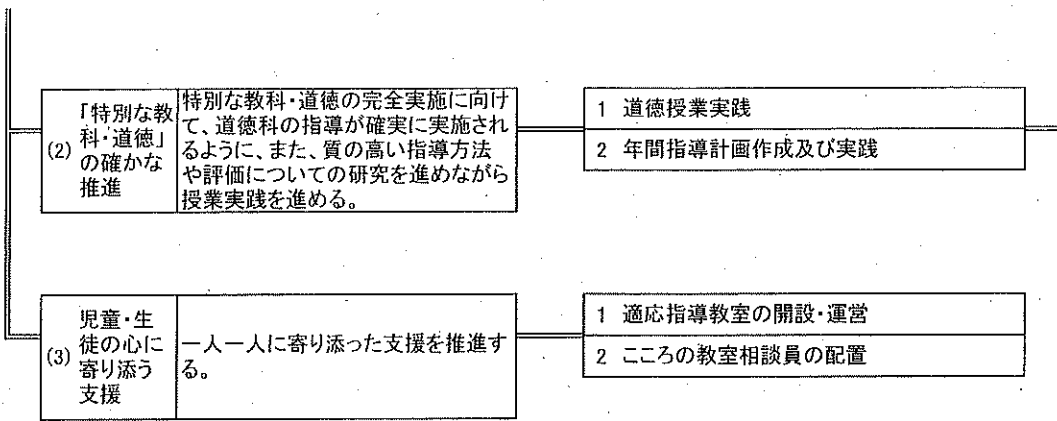 (2)
「特別な教
科・道徳」
の確かな
推進
特別な教科・道徳の完全実施に向け
て、道徳科の指導が確実に実施され
るように、また、質の高い指導方法
や評価についての研究を進めながら
授業実践を進める。
1 道徳授業実践
2 年間指導計画作成及び実践
(3)
児童・生
徒の心に
寄り添う
支援
一人一人に寄り添った支援を推進す
る。
1 適応指導教室の開設・運営
2 こころの教室相談員の配置